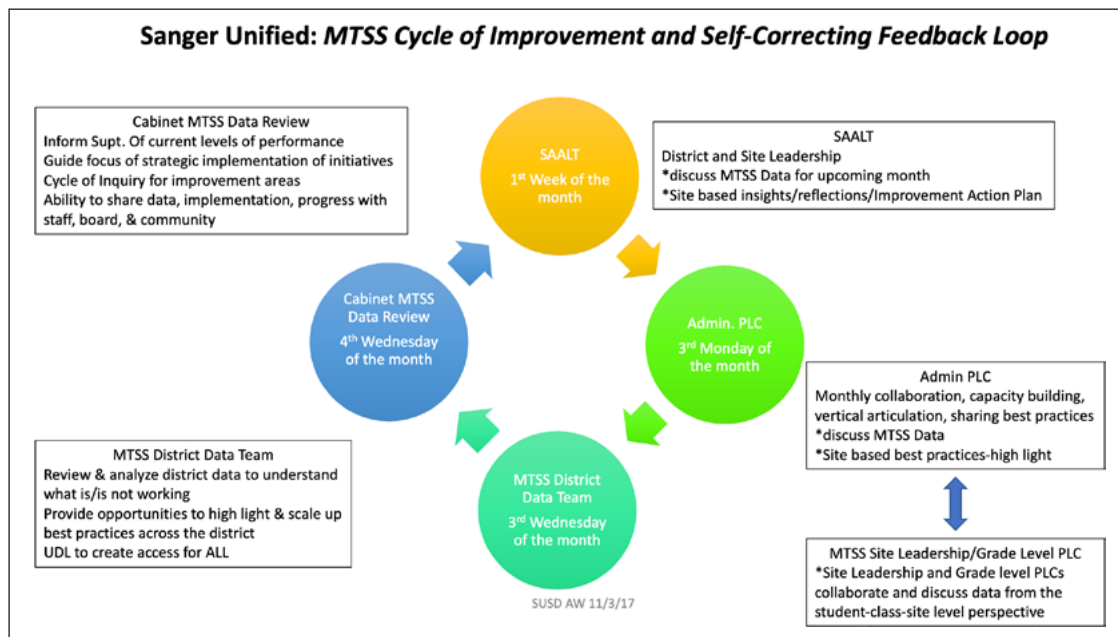 Sanger Unified: MTSS Cycle of Improvement and Self-Correcting Feedback Loop
Cabinet MTSS Data Review
Inform Supt. Of current levels of performance
Guide focus of strategic implementation of initiatives
Cycle of Inquiry for improvement areas
Ability to share data, implementation, progress with
staff, board, & community
SAALT
1st Week of the
month
SAALT
District and Site Leadership
*discuss MTSS Data for upcoming month
*Site based insights/reflections/Improvement Action Plan
Cabinet MTSS
Data Review
4th Wednesday
of the month
Admin. PLC
3rd Monday of
the month
Admin PLC
Monthly collaboration, capacity building,
vertical articulation, sharing best practices
*discuss MTSS Data
*Site based best practices-high light
MTSS District Data Team
Review & analyze district data to understand
what is/is not working
Provide opportunities to high light & scale up
best practices across the district
UDL to create access for ALL
MTSS District
Data Team
3rd Wednesday
of the month
MTSS Site Leadership/Grade Level PLC
*Site Leadership and Grade level PLCs
collaborate and discuss data from the
student-class-site level perspective
SUSD AW 11/3/17